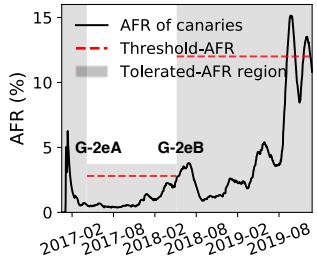 15
10
5
0
AFR (%)
AFR of canaries
Threshold-AFR
Tolerated-AFR region
G-2eA
G-2eB
2017-02
2017-08
2018-02
2018-08
2019-02
2019-08